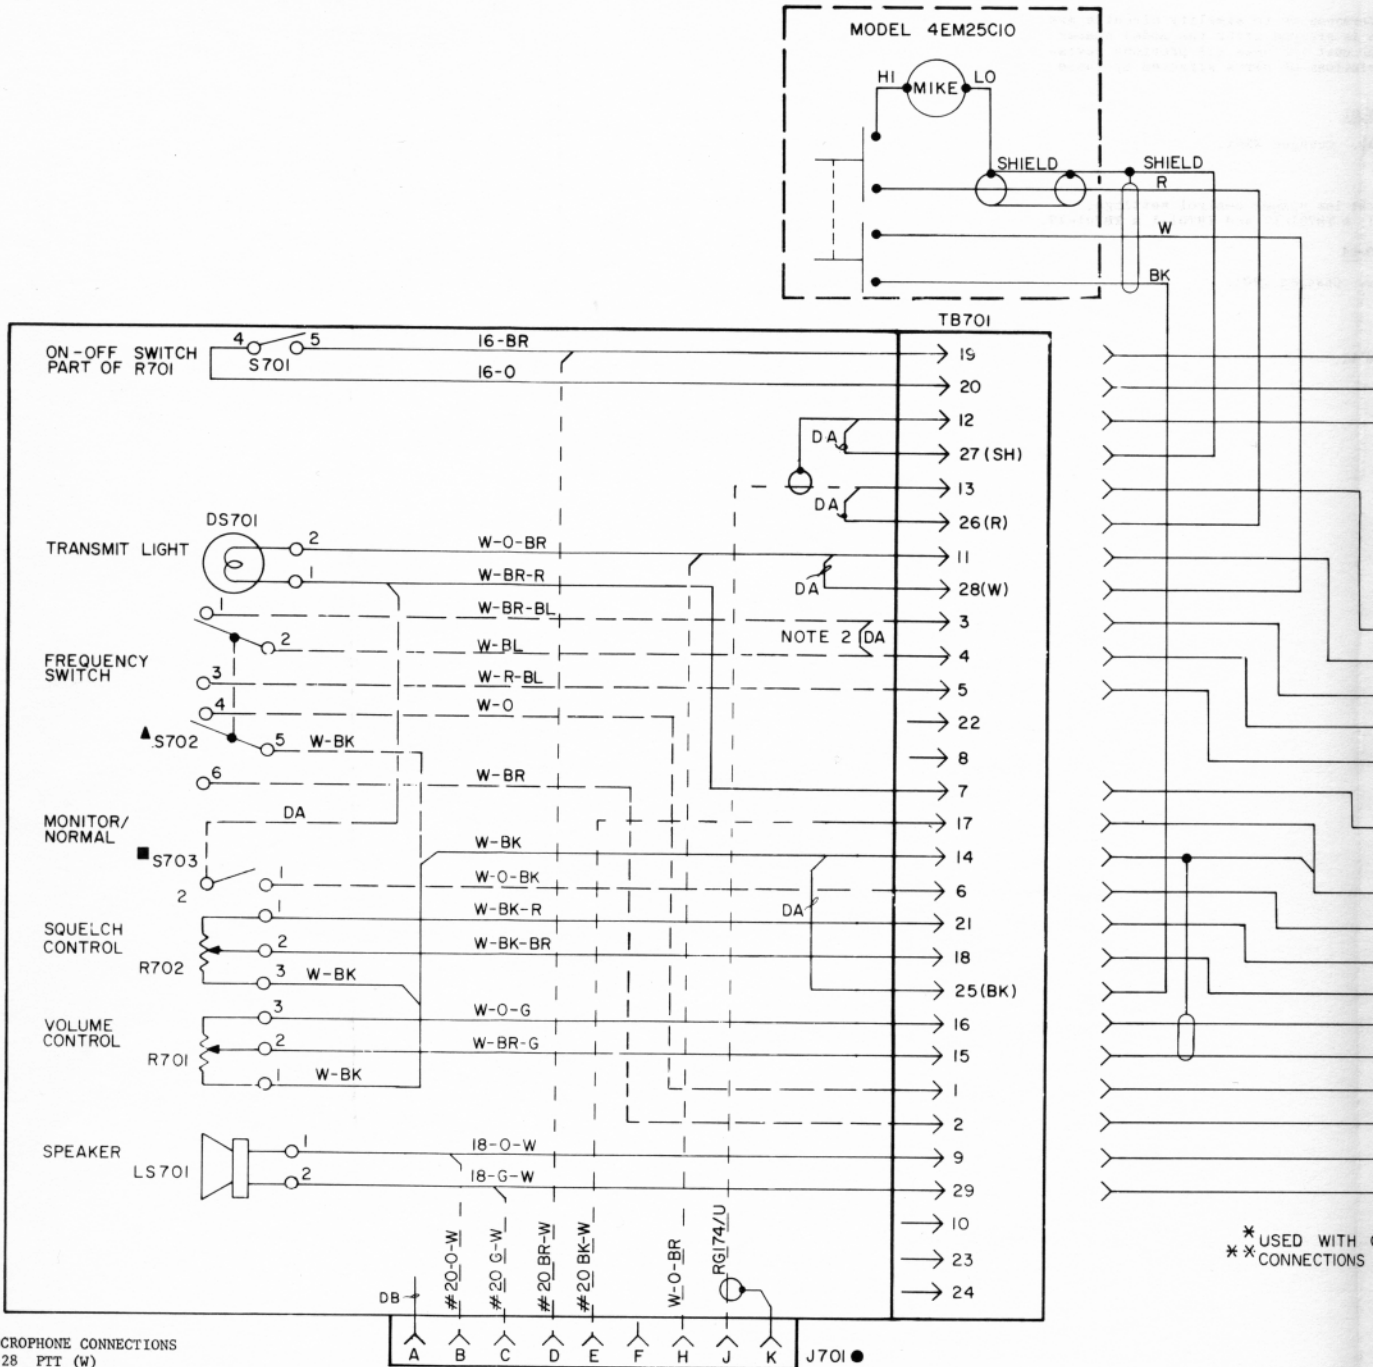 MODEL 4EM25C10
HI MIKE LO
SHIELD SHIELD
R
W
BK
TB701
ON-OFF SWITCH
PART OF R701
4 5
S701
16-BR
16-O
19
20
12
DA
27(SH)
13
DA
26(R)
DS701
TRANSMIT LIGHT
2
W-O-BR
11
1
W-BR-R
DA
28(W)
1
W-BR-BL
3
NOTE 2 DA
2
W-BL
4
FREQUENCY
SWITCH
3
W-R-BL
5
4
W-O
22
▲ S702
5
W-BK
8
6
W-BR
7
MONITOR/
NORMAL
DA
17
■ S703
W-BK
14
2
1
W-O-BK
6
SQUELCH
CONTROL
1
W-BK-R
DA
21
2
W-BK-BR
18
R702
3
W-BK
25(BK)
VOLUME
CONTROL
3
W-O-G
16
R701
2
W-BR-G
15
1
W-BK
1
2
SPEAKER
LS701
1
18-O-W
9
2
18-G-W
29
10
23
24
DB
#20-O-W
#20 G-W
#20 BR-W
#20 BK-W
W-O-BR
RG174/U
A B C D E F H J K
J701 ●
* USED WITH
** CONNECTIONS
CROPHONE CONNECTIONS
28 PTT (W)